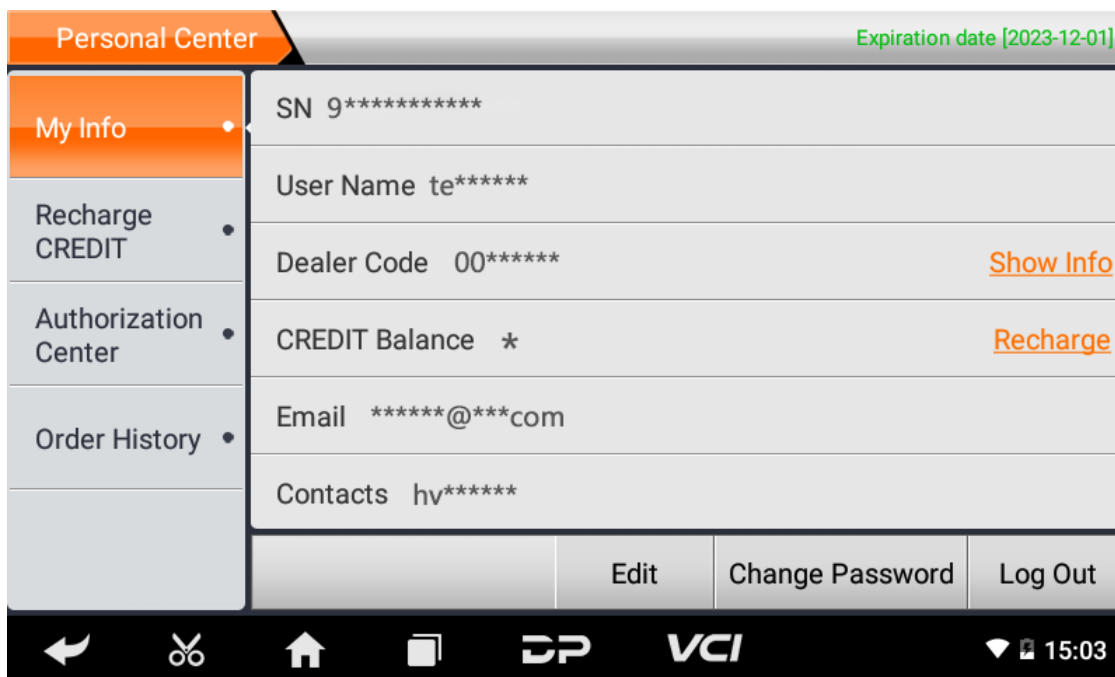 Personal Center
Expiration date [2023-12-01]
My Info
Recharge
CREDIT
Authorization
Center
Order History
SN 9***********
User Name te******
Dealer Code 00******
Show Info
CREDIT Balance *
Recharge
Email ******@***com
Contacts hv******
Edit
Change Password
Log Out
DP
VCI
15:03